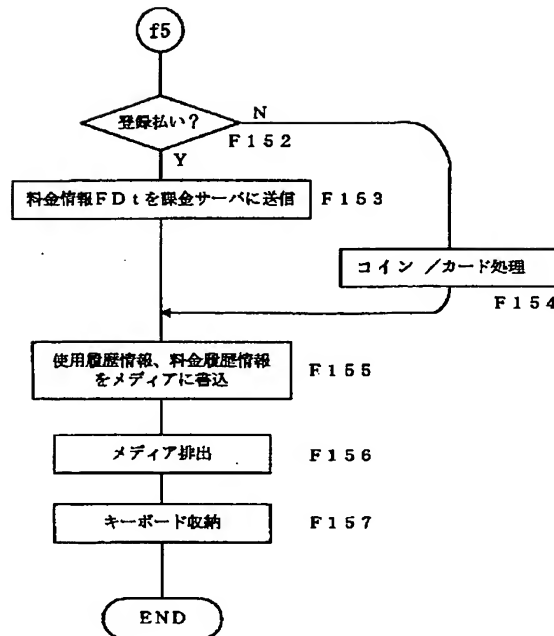 f5
登録払い?
N
F152
Y
料金情報FDtを課金サーバに送信
F153
コイン /カード処理
F154
使用履歴情報、料金履歴情報
をメディアに書込
F155
メディア排出
F156
キーボード収納
F157
END